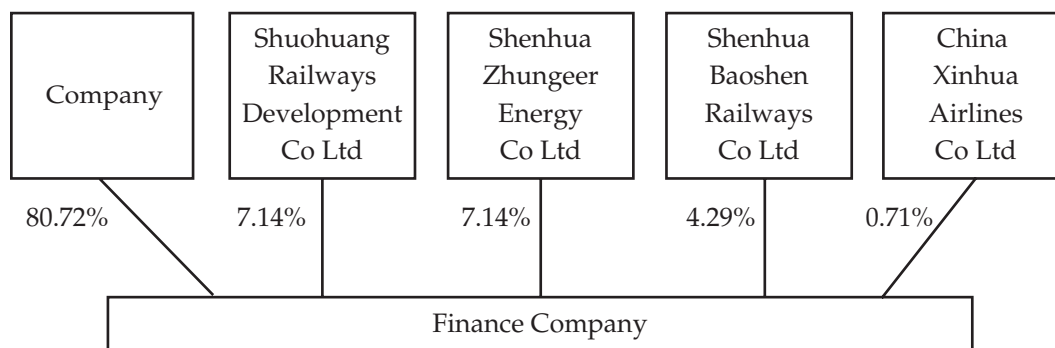 Company
Shuohuang
Railways
Development
Co Ltd
Shenhua
Zhungeer
Energy
Co Ltd
Shenhua
Baoshen
Railways
Co Ltd
China
Xinhua
Airlines
Co Ltd
80.72%
7.14%
7.14%
4.29%
0.71%
Finance Company